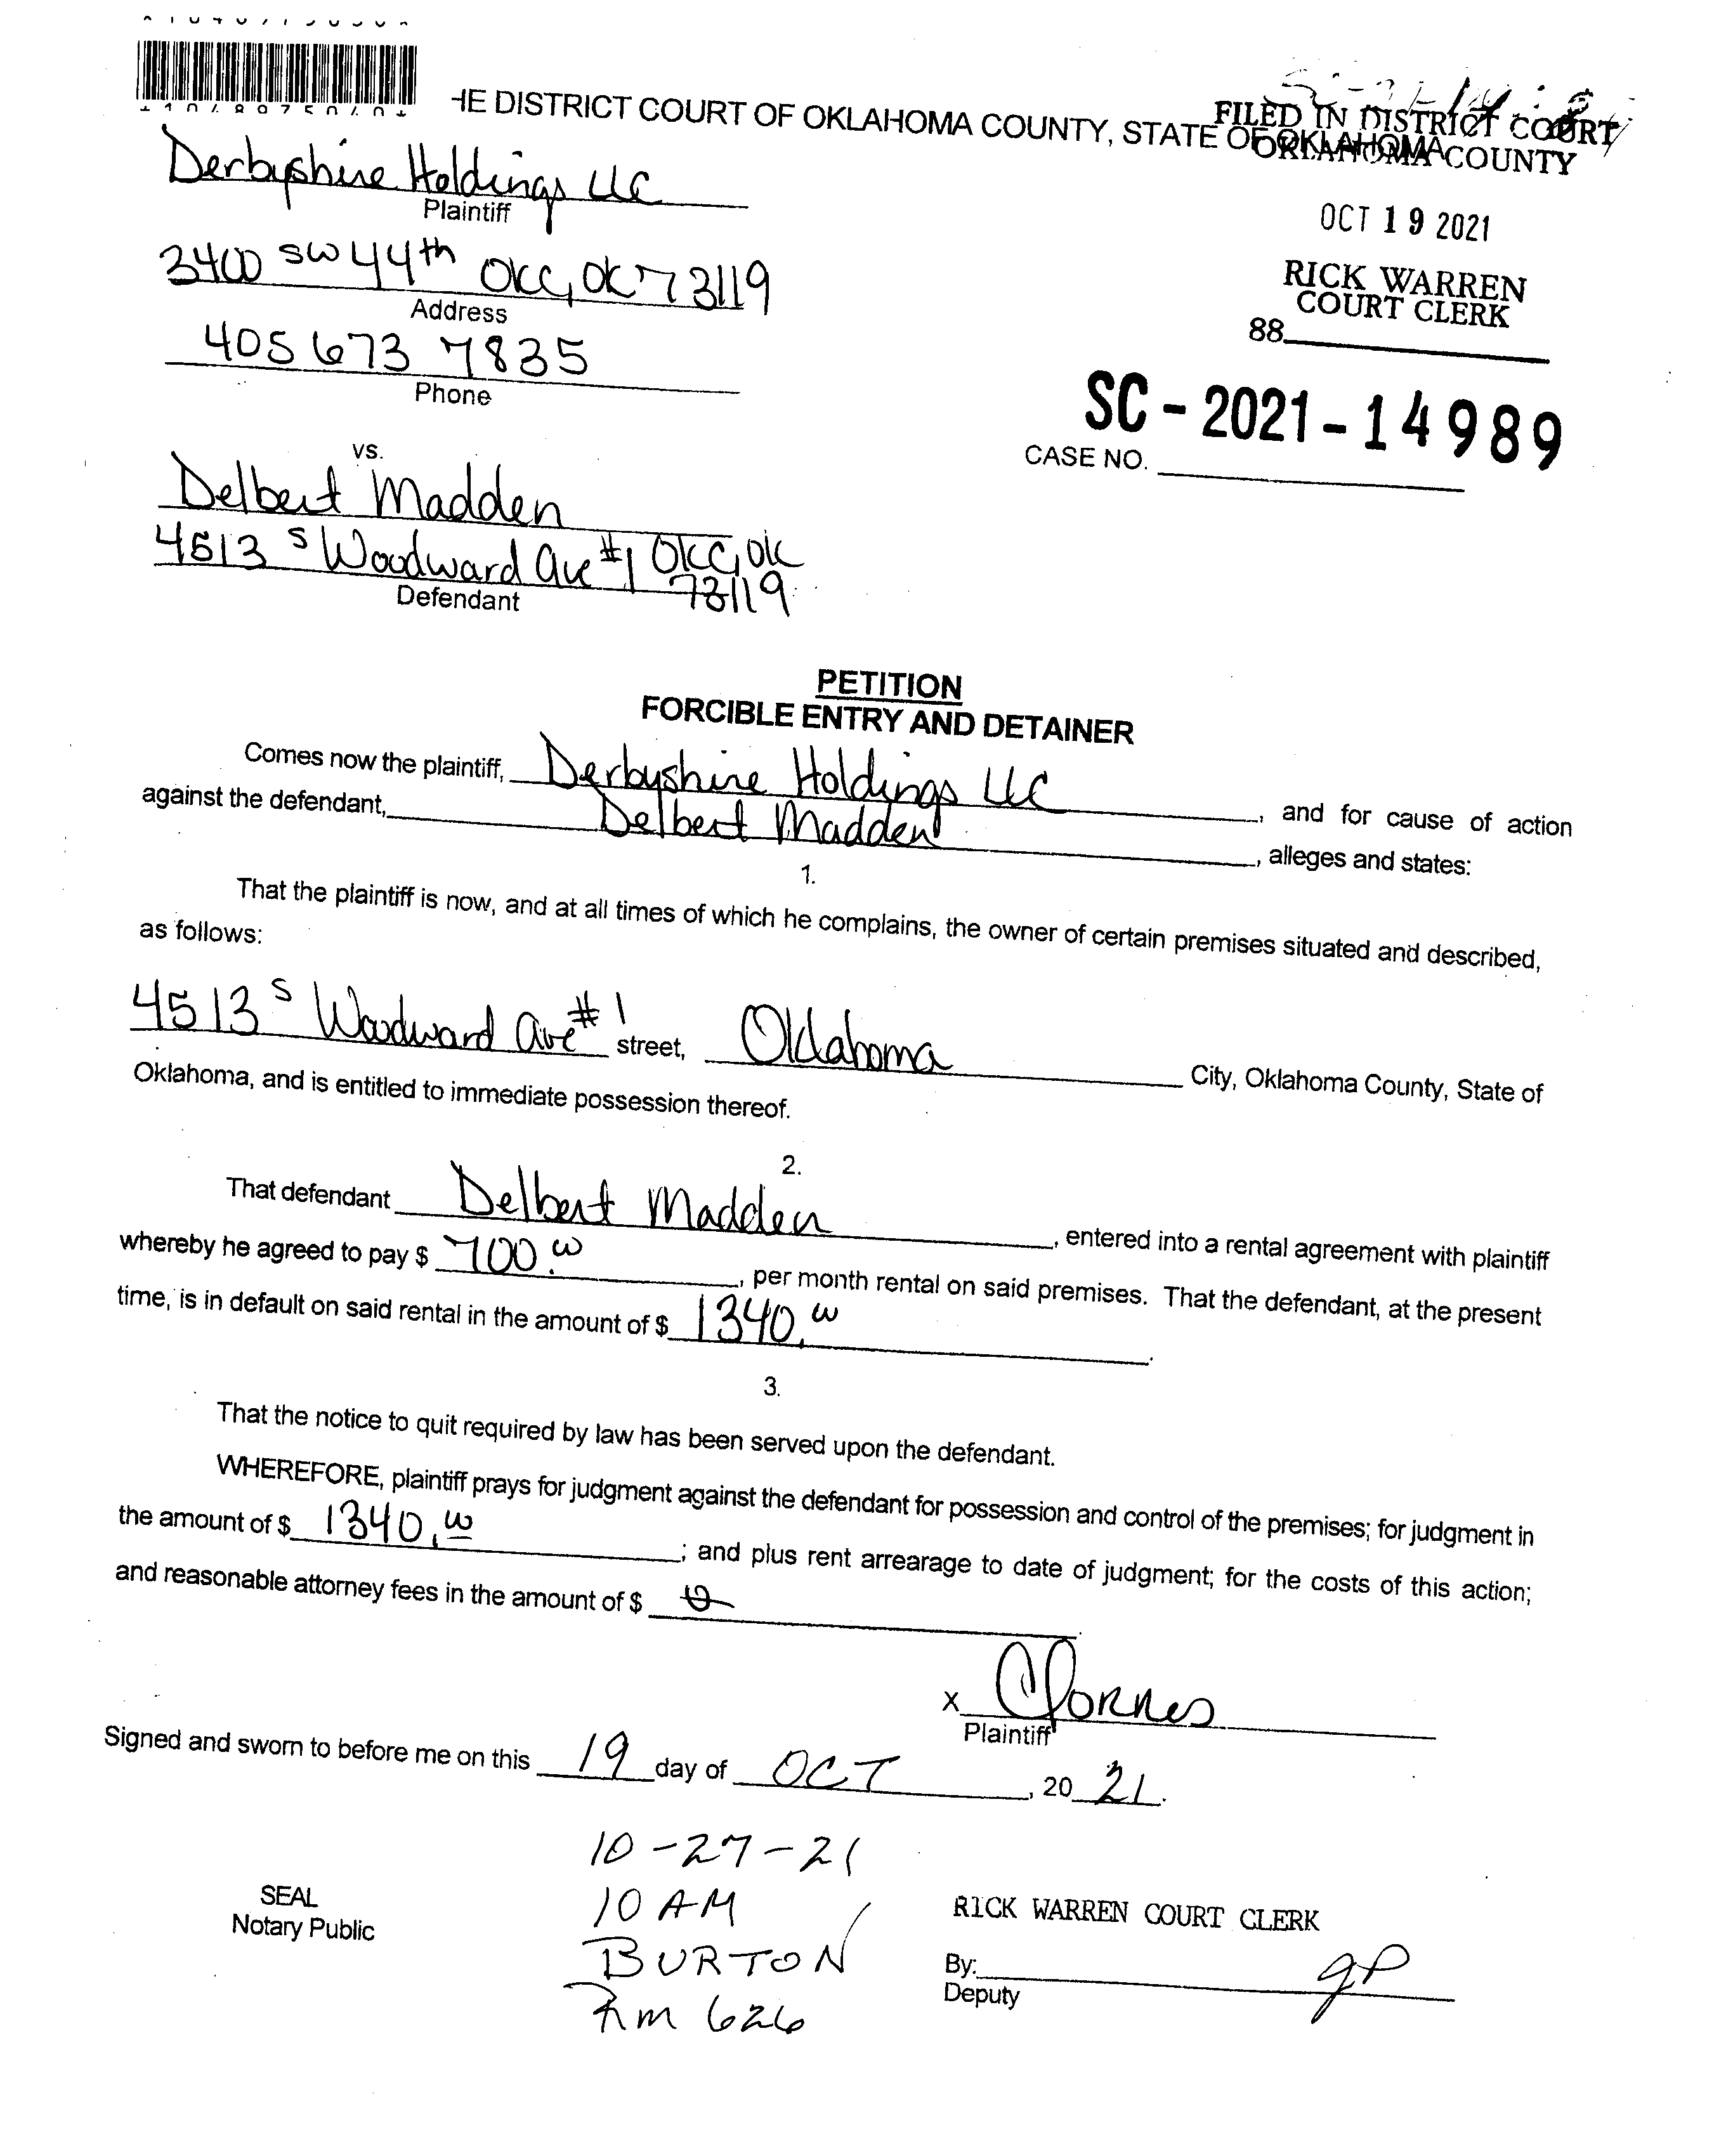 HE DISTRICT COURT OF OKLAHOMA COUNTY, STATE OF OKLAHOMA
FILED IN DISTRICT COURT
OKLAHOMA COUNTY
Derbyshire Holdings LLC
Plaintiff
OCT 19 2021
3400 SW 44th OKC, OK 73119
Address
RICK WARREN
COURT CLERK
88
405 673 7835
Phone
SC - 2021 - 14989
CASE NO.
vs.
Delbert Madden
4513 S Woodward Ave #1 OKC, OK
73119
Defendant
PETITION
FORCIBLE ENTRY AND DETAINER
Comes now the plaintiff, Derbyshire Holdings LLC, and for cause of action
against the defendant, Delbert Madden, alleges and states:
1.
That the plaintiff is now, and at all times of which he complains, the owner of certain premises situated and described,
as follows:
4513 S Woodward Ave #1 street, Oklahoma City, Oklahoma County, State of
Oklahoma, and is entitled to immediate possession thereof.
2.
That defendant Delbert Madden, entered into a rental agreement with plaintiff
whereby he agreed to pay $ 700.00, per month rental on said premises. That the defendant, at the present
time, is in default on said rental in the amount of $ 1340.00.
3.
That the notice to quit required by law has been served upon the defendant.
WHEREFORE, plaintiff prays for judgment against the defendant for possession and control of the premises; for judgment in
the amount of $ 1340.00; and plus rent arrearage to date of judgment; for the costs of this action;
and reasonable attorney fees in the amount of $ 0.
X CFornes
Plaintiff
Signed and sworn to before me on this 19 day of OCT, 20 21.
10-27-21
10 AM
BURTON
Rm 626
SEAL
Notary Public
RICK WARREN COURT CLERK
By: gP
Deputy